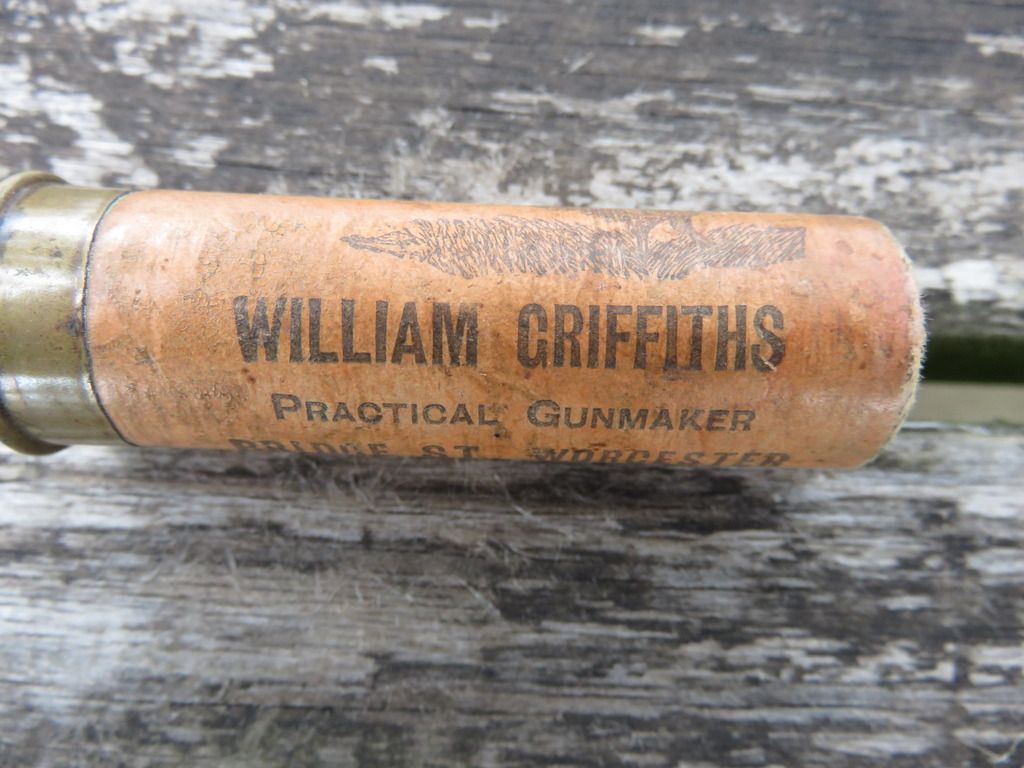 WILLIAM GRIFFITHS
PRACTICAL GUNMAKER
BRIDGE ST. WORCESTER